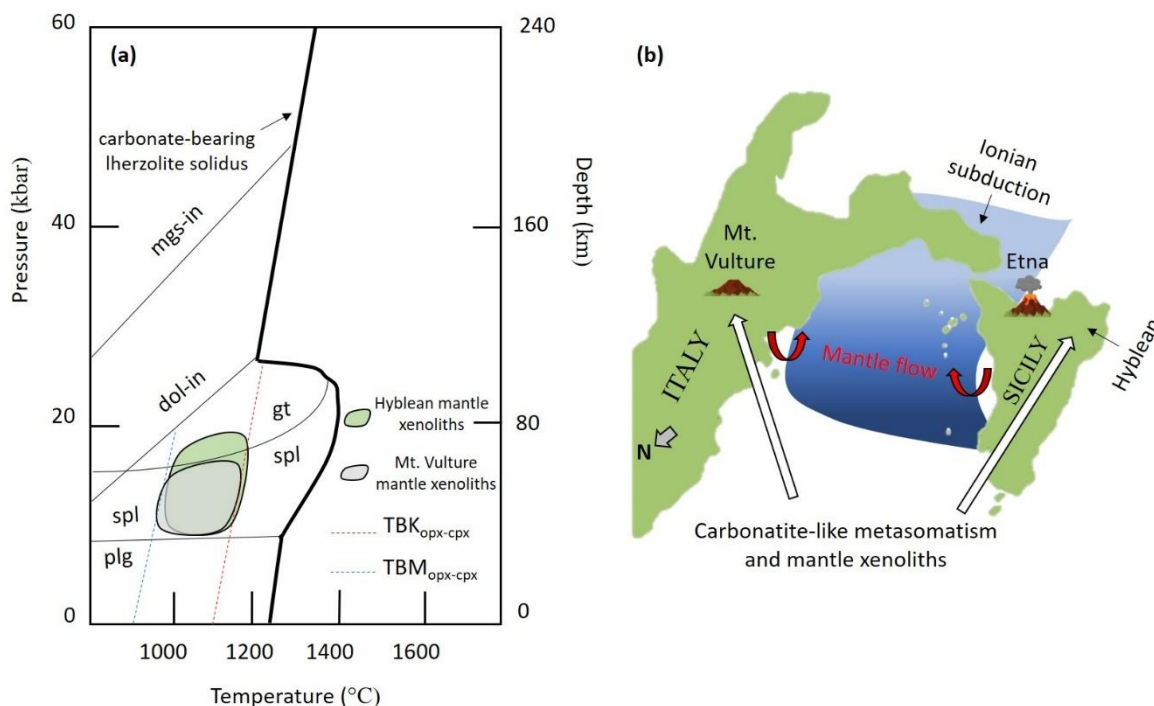 (a)
60
240
carbonate-bearing
lherzolite solidus
mgs-in
Pressure (kbar)
40
160
Depth (km)
dol-in
gt
20
80
spl
spl
plg
Hyblean mantle
xenoliths
Mt. Vulture
mantle xenoliths
TBKopx-cpx
TBMopx-cpx
0
0
1000
1200
1400
1600
Temperature (°C)
(b)
Ionian
subduction
Mt.
Vulture
Etna
ITALY
Mantle flow
SICILY
Hyblean
N
Carbonatite-like metasomatism
and mantle xenoliths